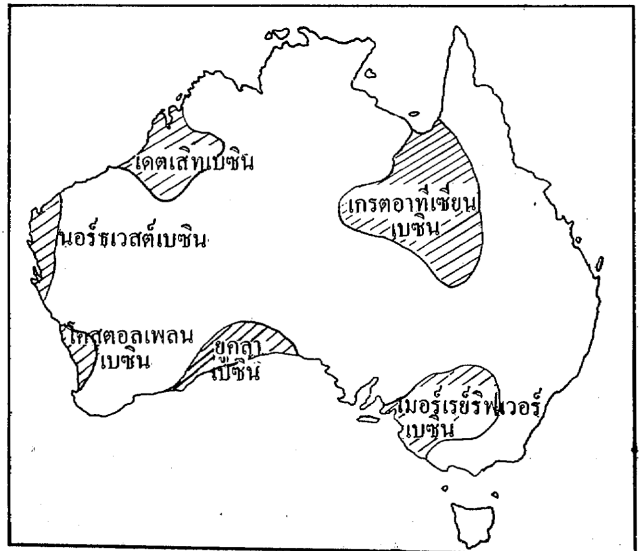 เดตเสิทเบซิน
เกรตอาทีเซียน
เบซิน
นอร์ธเวสต์เบซิน
โคสตอลเพลน
เบซิน
ยูคลา
เบซิน
เมอร์เรย์ริฟเวอร์
เบซิน